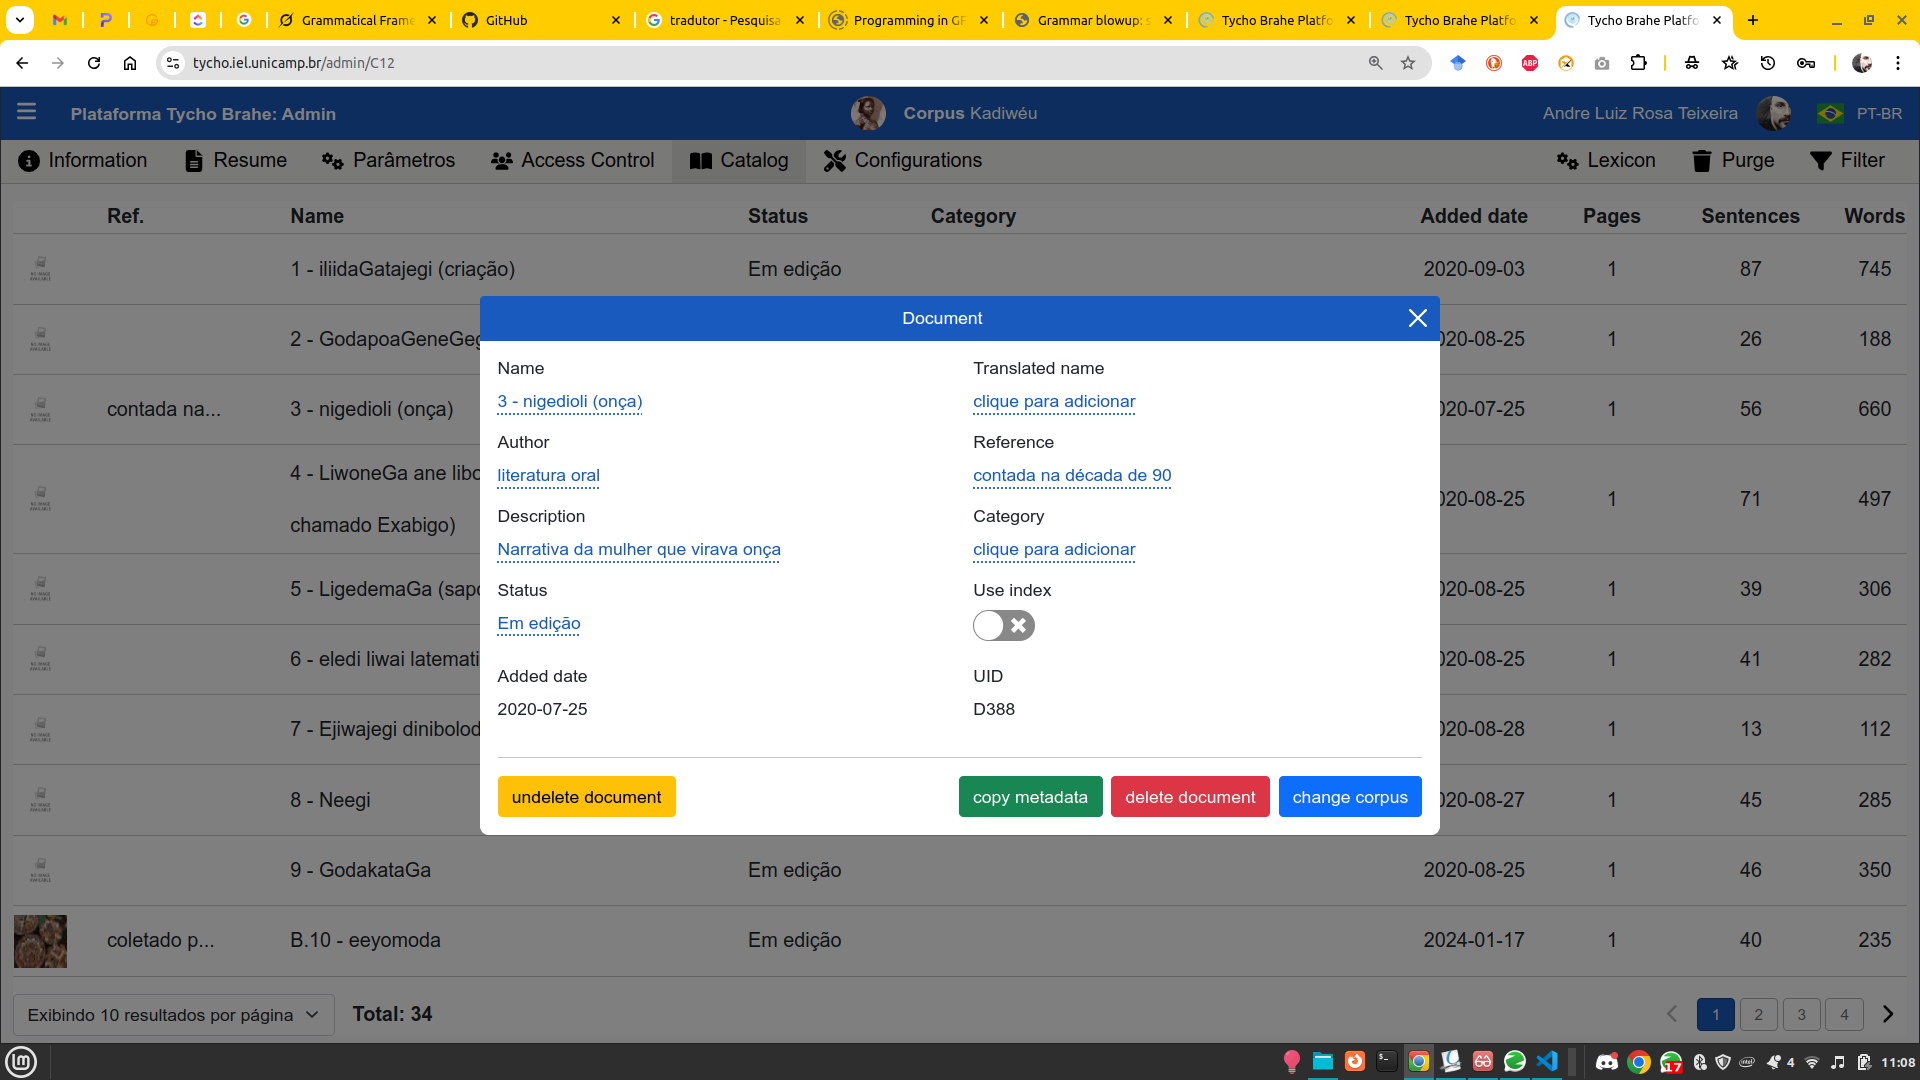 Grammatical Frame
GitHub
tradutor - Pesquisa
Programming in GF
Grammar blowup: s
Tycho Brahe Platfo
Tycho Brahe Platfo
Tycho Brahe Platfo
tycho.iel.unicamp.br/admin/C12
Plataforma Tycho Brahe: Admin
Corpus Kadiwéu
Andre Luiz Rosa Teixeira
PT-BR
Information Resume Parâmetros Access Control Catalog Configurations Lexicon Purge Filter
Ref. Name Status Category Added date Pages Sentences Words
1 - iliidaGatajegi (criação) Em edição 2020-09-03 1 87 745
2 - GodapoaGeneGeg 020-08-25 1 26 188
contada na... 3 - nigedioli (onça) 020-07-25 1 56 660
4 - LiwoneGa ane libo
chamado Exabigo) 020-08-25 1 71 497
5 - LigedemaGa (sapo 020-08-25 1 39 306
6 - eledi liwai latemati 020-08-25 1 41 282
7 - Ejiwajegi dinibolod 020-08-28 1 13 112
8 - Neegi 020-08-27 1 45 285
9 - GodakataGa Em edição 2020-08-25 1 46 350
coletado p... B.10 - eeyomoda Em edição 2024-01-17 1 40 235
Document
Name Translated name
3 - nigedioli (onça) clique para adicionar
Author Reference
literatura oral contada na década de 90
Description Category
Narrativa da mulher que virava onça clique para adicionar
Status Use index
Em edição
Added date UID
2020-07-25 D388
undelete document copy metadata delete document change corpus
Exibindo 10 resultados por página Total: 34 1 2 3 4
17 4 11:08